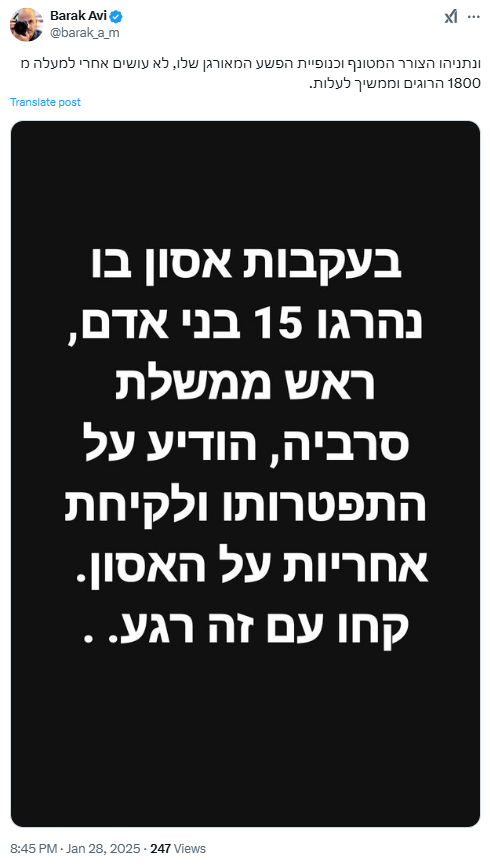 Barak Avi
@barak_a_m
ונתניהו הצורר המטונף וכנופיית הפשע המאורגן שלו, לא עושים אחרי למעלה מ
1800 הרוגים וממשיך לעלות.
Translate post
בעקבות אסון בו
נהרגו 15 בני אדם,
ראש ממשלת
סרביה, הודיע על
התפטרותו ולקיחת
אחריות על האסון.
קחו עם זה רגע. .
8:45 PM · Jan 28, 2025 · 247 Views